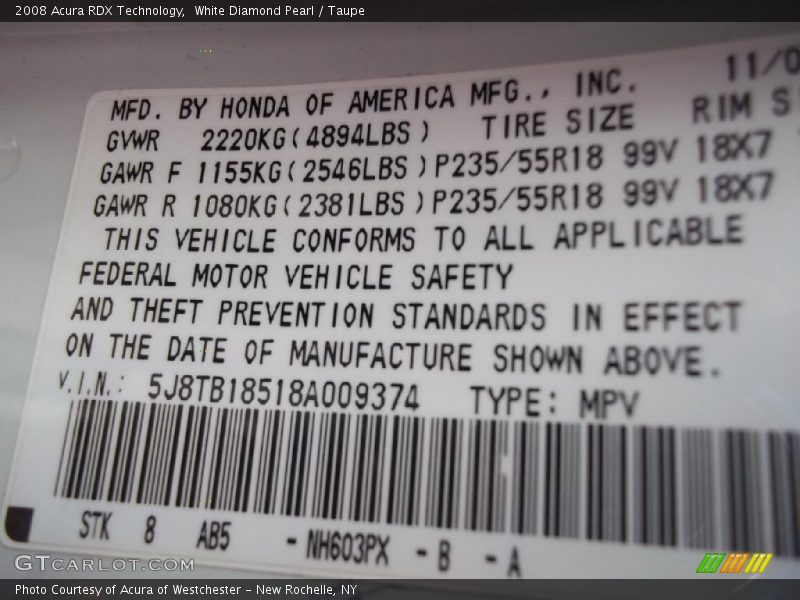 2008 Acura RDX Technology,  White Diamond Pearl / Taupe
MFD. BY HONDA OF AMERICA MFG., INC. 11/0
GVWR 2220KG(4894LBS) TIRE SIZE RIM S
GAWR F 1155KG(2546LBS)P235/55R18 99V 18X7
GAWR R 1080KG(2381LBS)P235/55R18 99V 18X7
THIS VEHICLE CONFORMS TO ALL APPLICABLE
FEDERAL MOTOR VEHICLE SAFETY
AND THEFT PREVENTION STANDARDS IN EFFECT
ON THE DATE OF MANUFACTURE SHOWN ABOVE.
V.I.N.: 5J8TB18518A009374 TYPE: MPV
STK 8 AB5 -NH603PX -B -A
GTcarlot.com
Photo Courtesy of Acura of Westchester - New Rochelle, NY